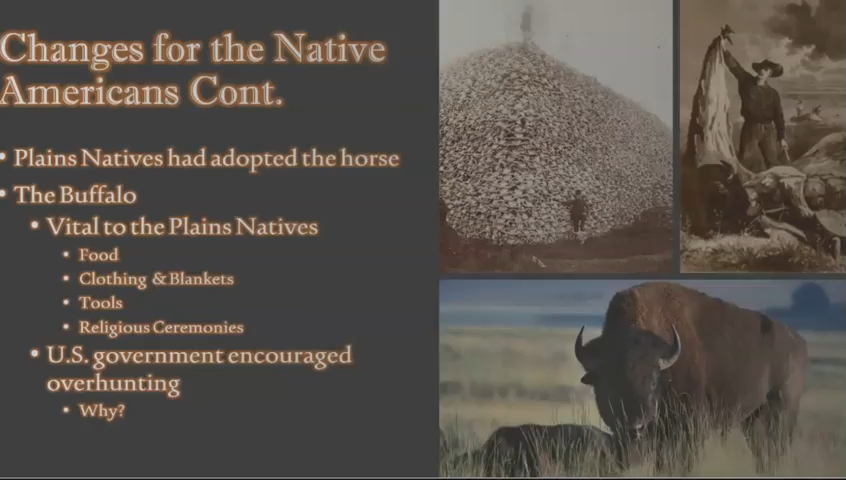 Changes for the Native
Americans Cont.
• Plains Natives had adopted the horse
• The Buffalo
• Vital to the Plains Natives
• Food
• Clothing & Blankets
• Tools
• Religious Ceremonies
• U.S. government encouraged
overhunting
• Why?